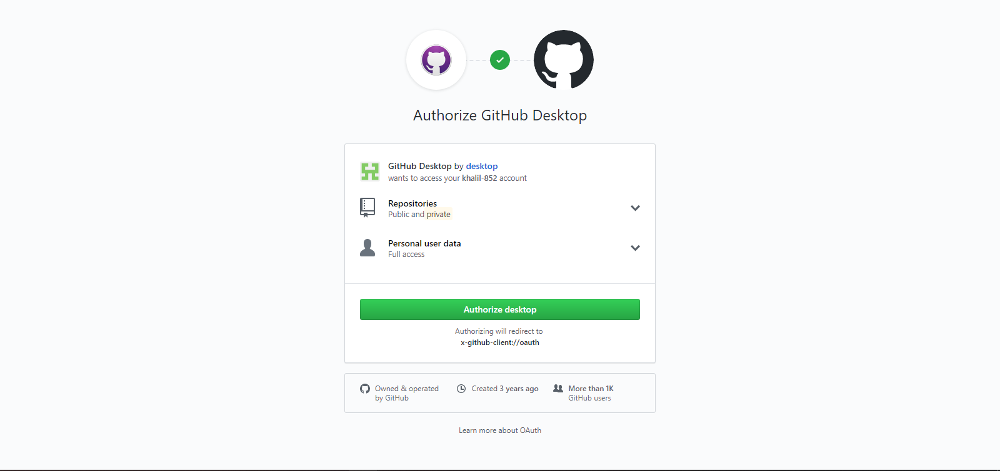 Authorize GitHub Desktop
GitHub Desktop by desktop
wants to access your khalil-852 account
Repositories
Public and private
Personal user data
Full access
Authorize desktop
Authorizing will redirect to
x-github-client://oauth
Owned & operated
by GitHub
Created 3 years ago
More than 1K
GitHub users
Learn more about OAuth